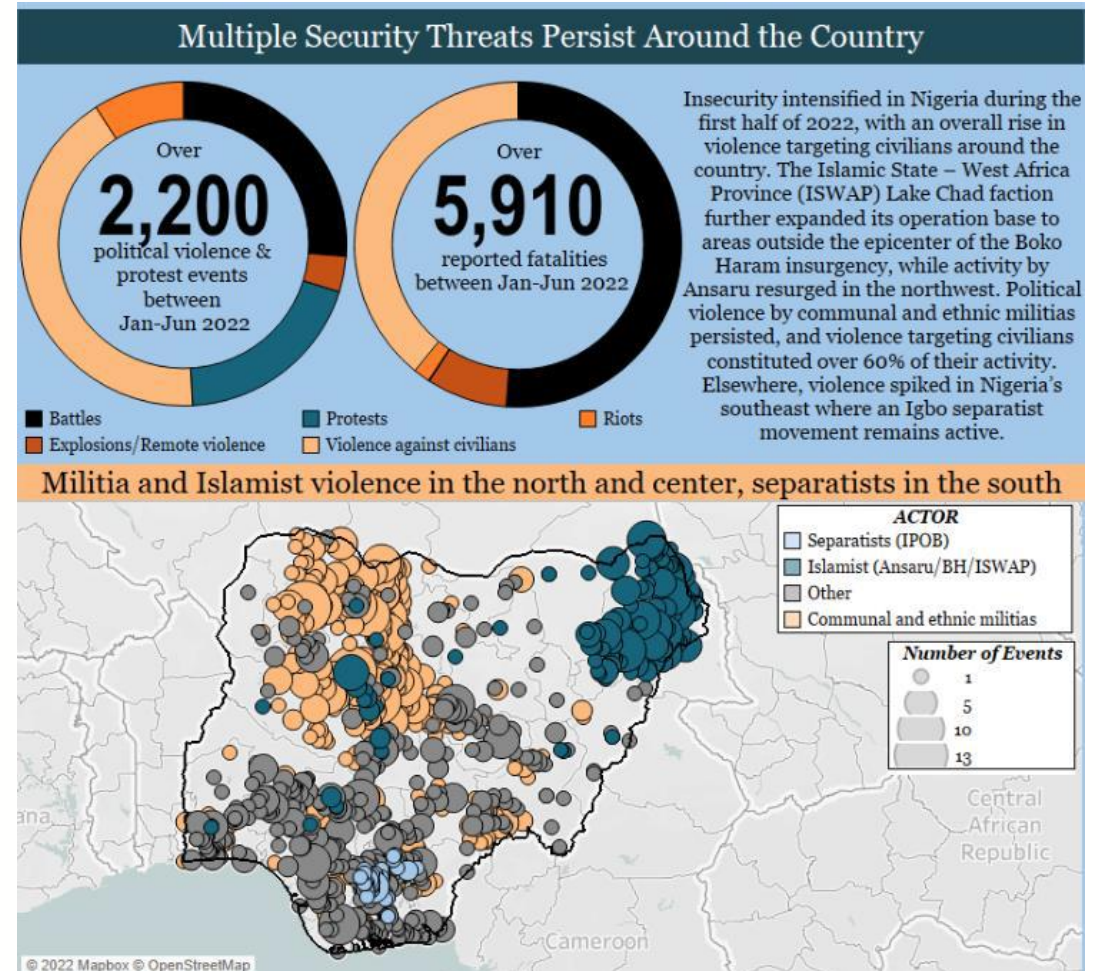 Multiple Security Threats Persist Around the Country
Over
2,200
political violence &
protest events
between
Jan-Jun 2022
Over
5,910
reported fatalities
between Jan-Jun 2022
Insecurity intensified in Nigeria during the
first half of 2022, with an overall rise in
violence targeting civilians around the
country. The Islamic State – West Africa
Province (ISWAP) Lake Chad faction
further expanded its operation base to
areas outside the epicenter of the Boko
Haram insurgency, while activity by
Ansaru resurged in the northwest. Political
violence by communal and ethnic militias
persisted, and violence targeting civilians
constituted over 60% of their activity.
Elsewhere, violence spiked in Nigeria's
southeast where an Igbo separatist
movement remains active.
Battles
Protests
Riots
Explosions/Remote violence
Violence against civilians
Militia and Islamist violence in the north and center, separatists in the south
ACTOR
Separatists (IPOB)
Islamist (Ansaru/BH/ISWAP)
Other
Communal and ethnic militias
Number of Events
1
5
10
13
ana
Central
African
Republic
Cameroon
© 2022 Mapbox © OpenStreetMap